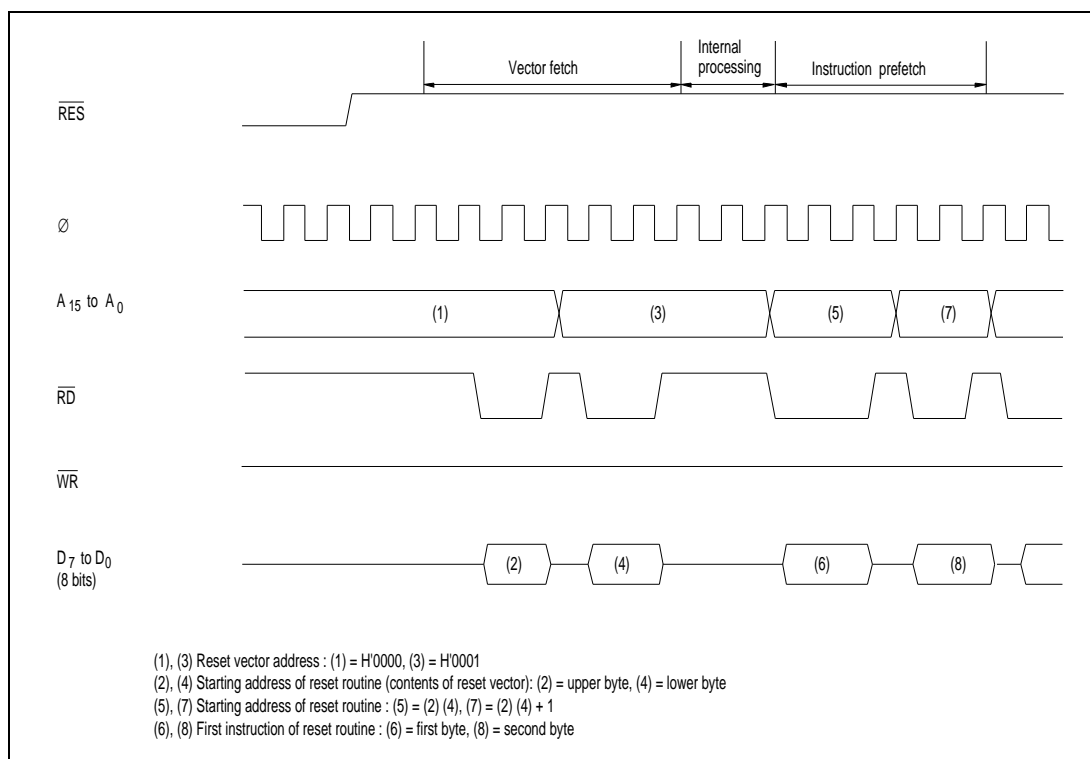 Vector fetch
Internal
processing
Instruction prefetch
RES
Ø
A 15 to A 0
(1)
(3)
(5)
(7)
RD
WR
D 7 to D 0
(8 bits)
(2)
(4)
(6)
(8)
(1), (3) Reset vector address : (1) = H'0000, (3) = H'0001
(2), (4) Starting address of reset routine (contents of reset vector): (2) = upper byte, (4) = lower byte
(5), (7) Starting address of reset routine : (5) = (2) (4), (7) = (2) (4) + 1
(6), (8) First instruction of reset routine : (6) = first byte, (8) = second byte